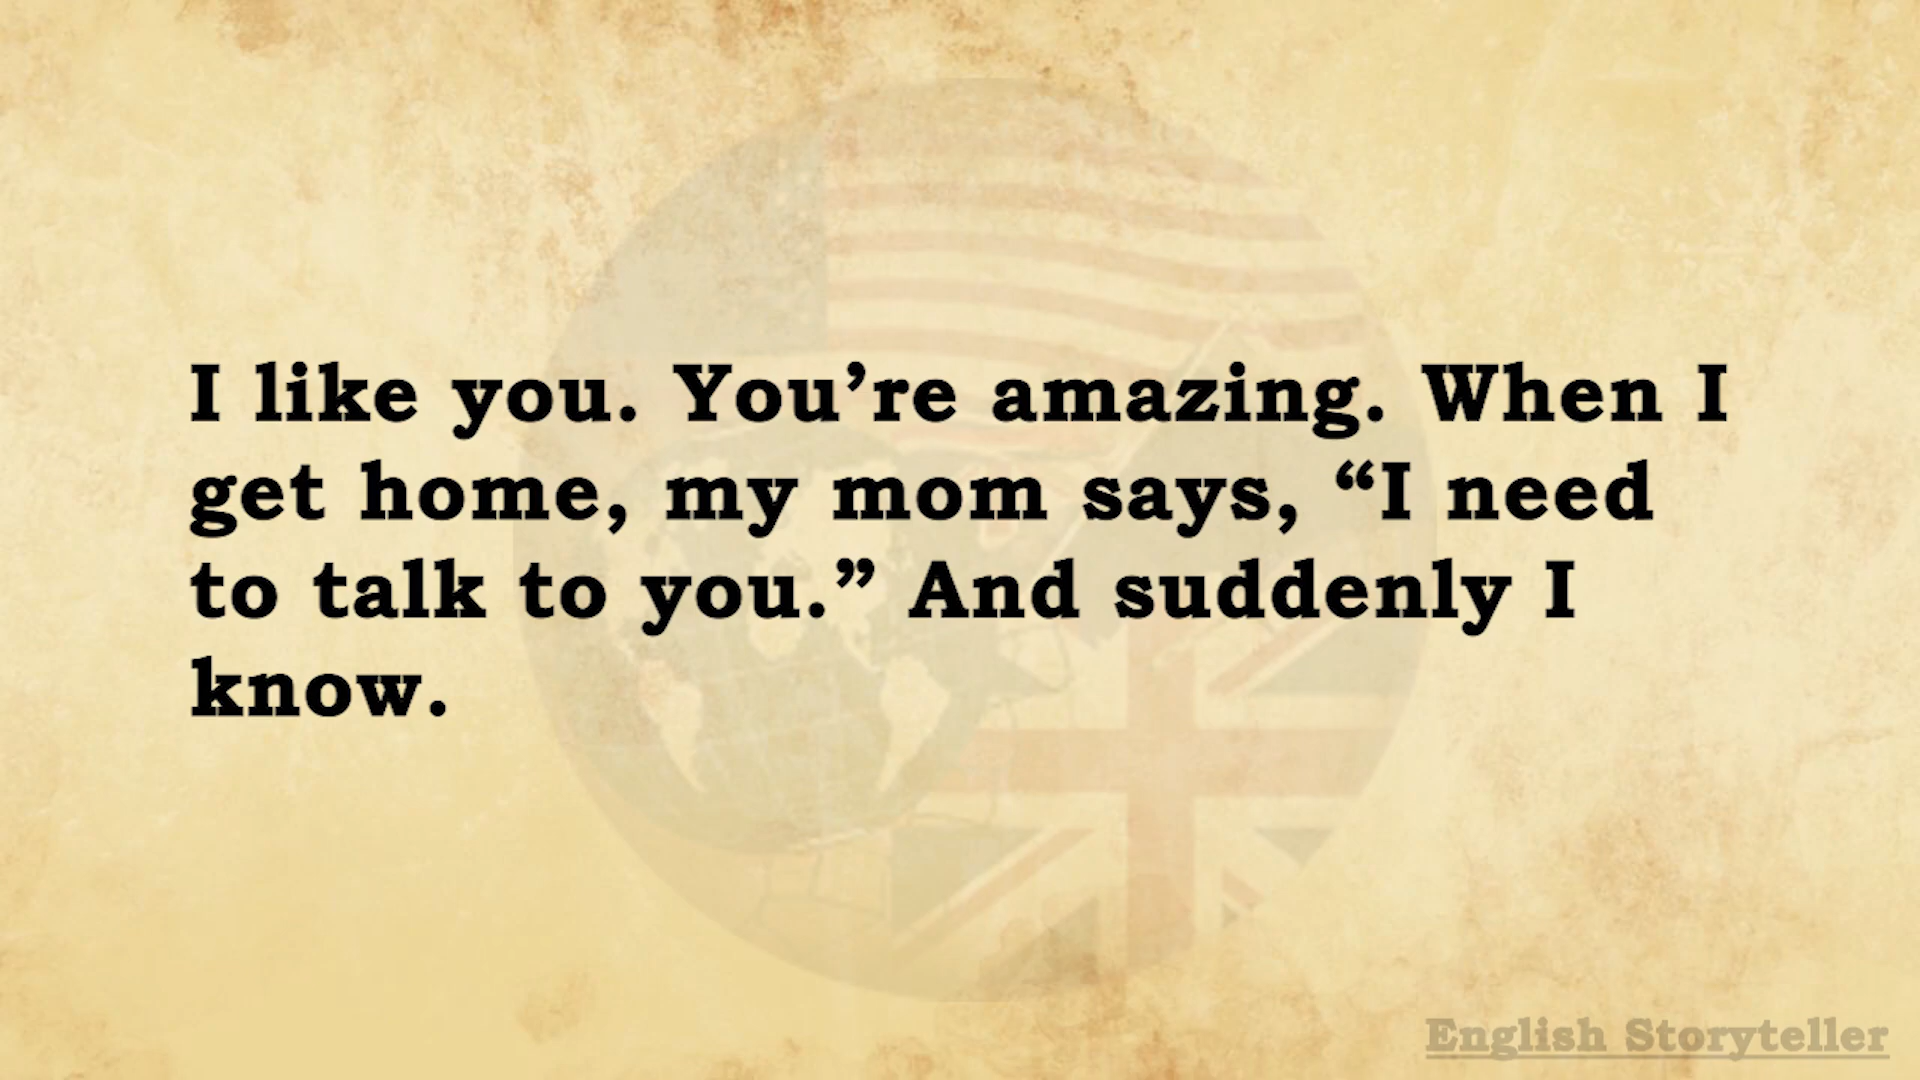 I like you. You’re amazing. When I
get home, my mom says, “I need
to talk to you.” And suddenly I
know.
English Storyteller